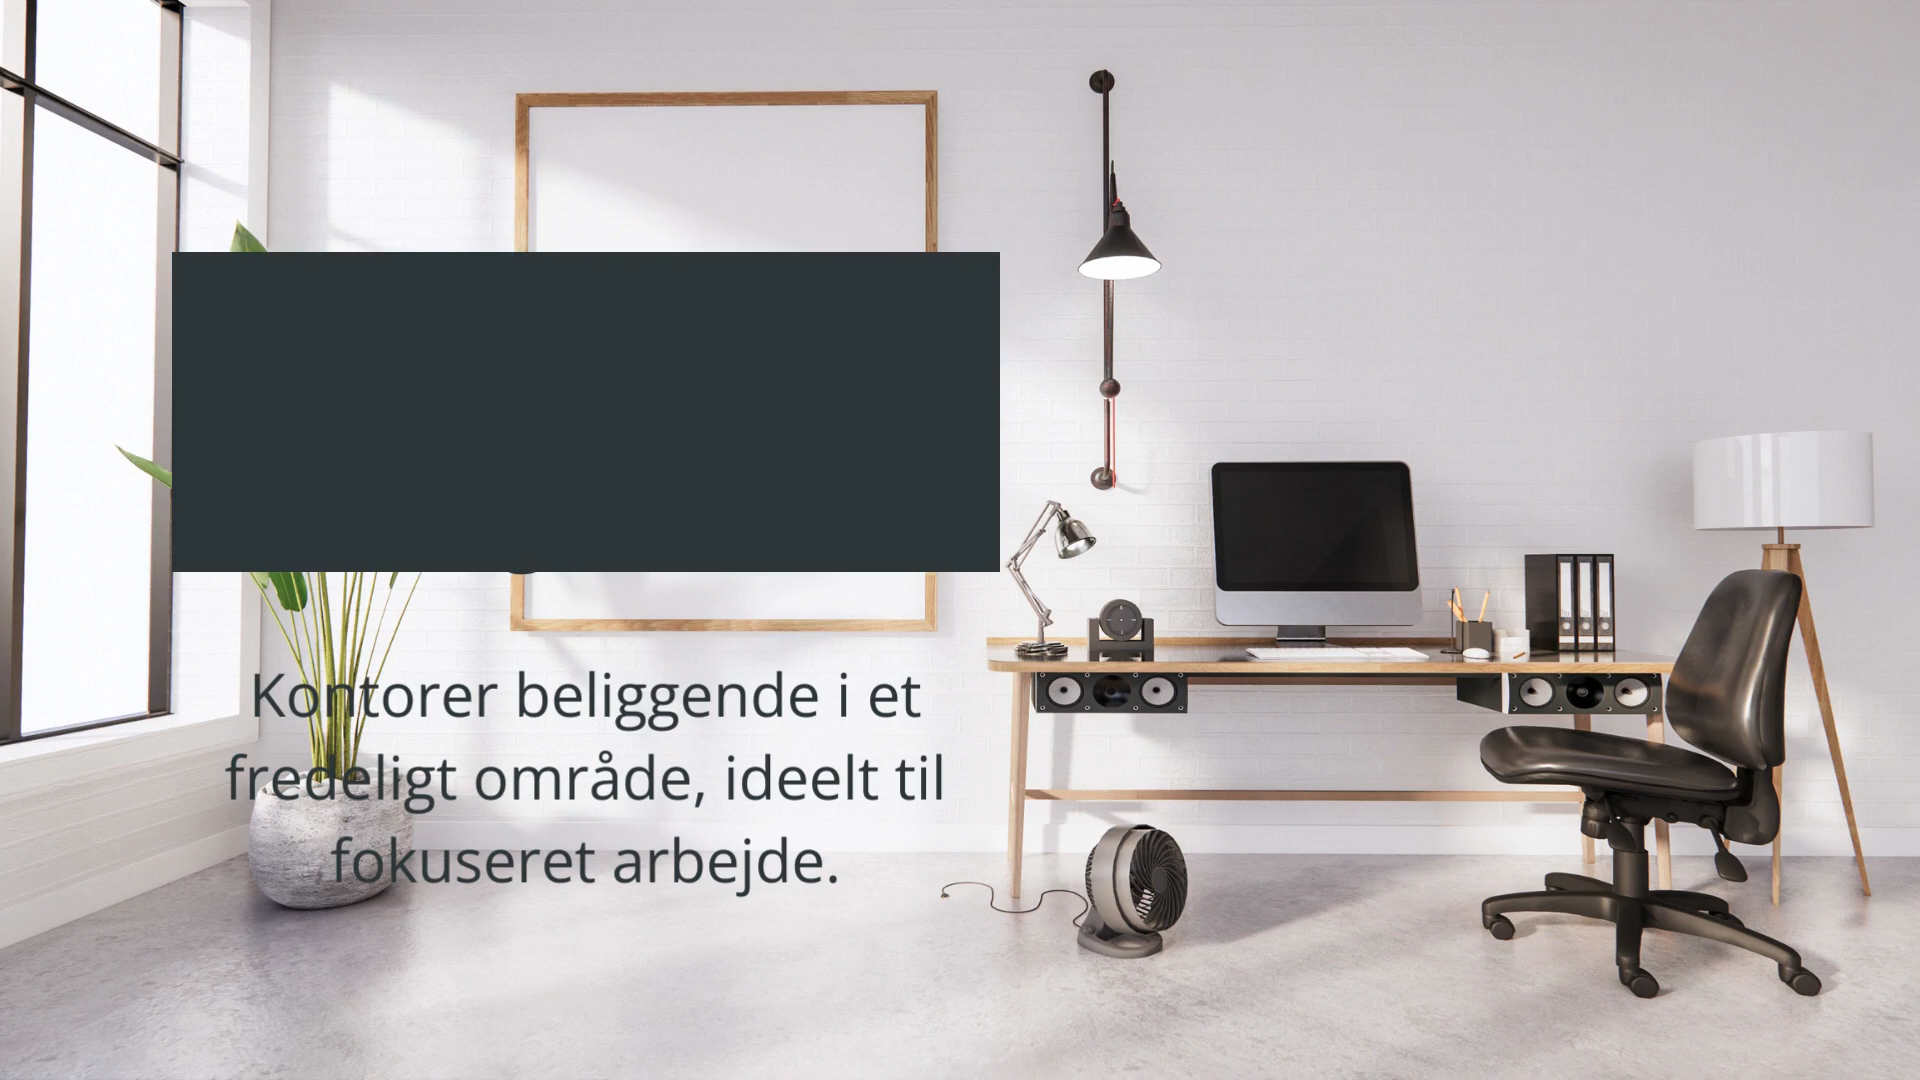 Kontorer beliggende i et
fredeligt område, ideelt til
fokuseret arbejde.